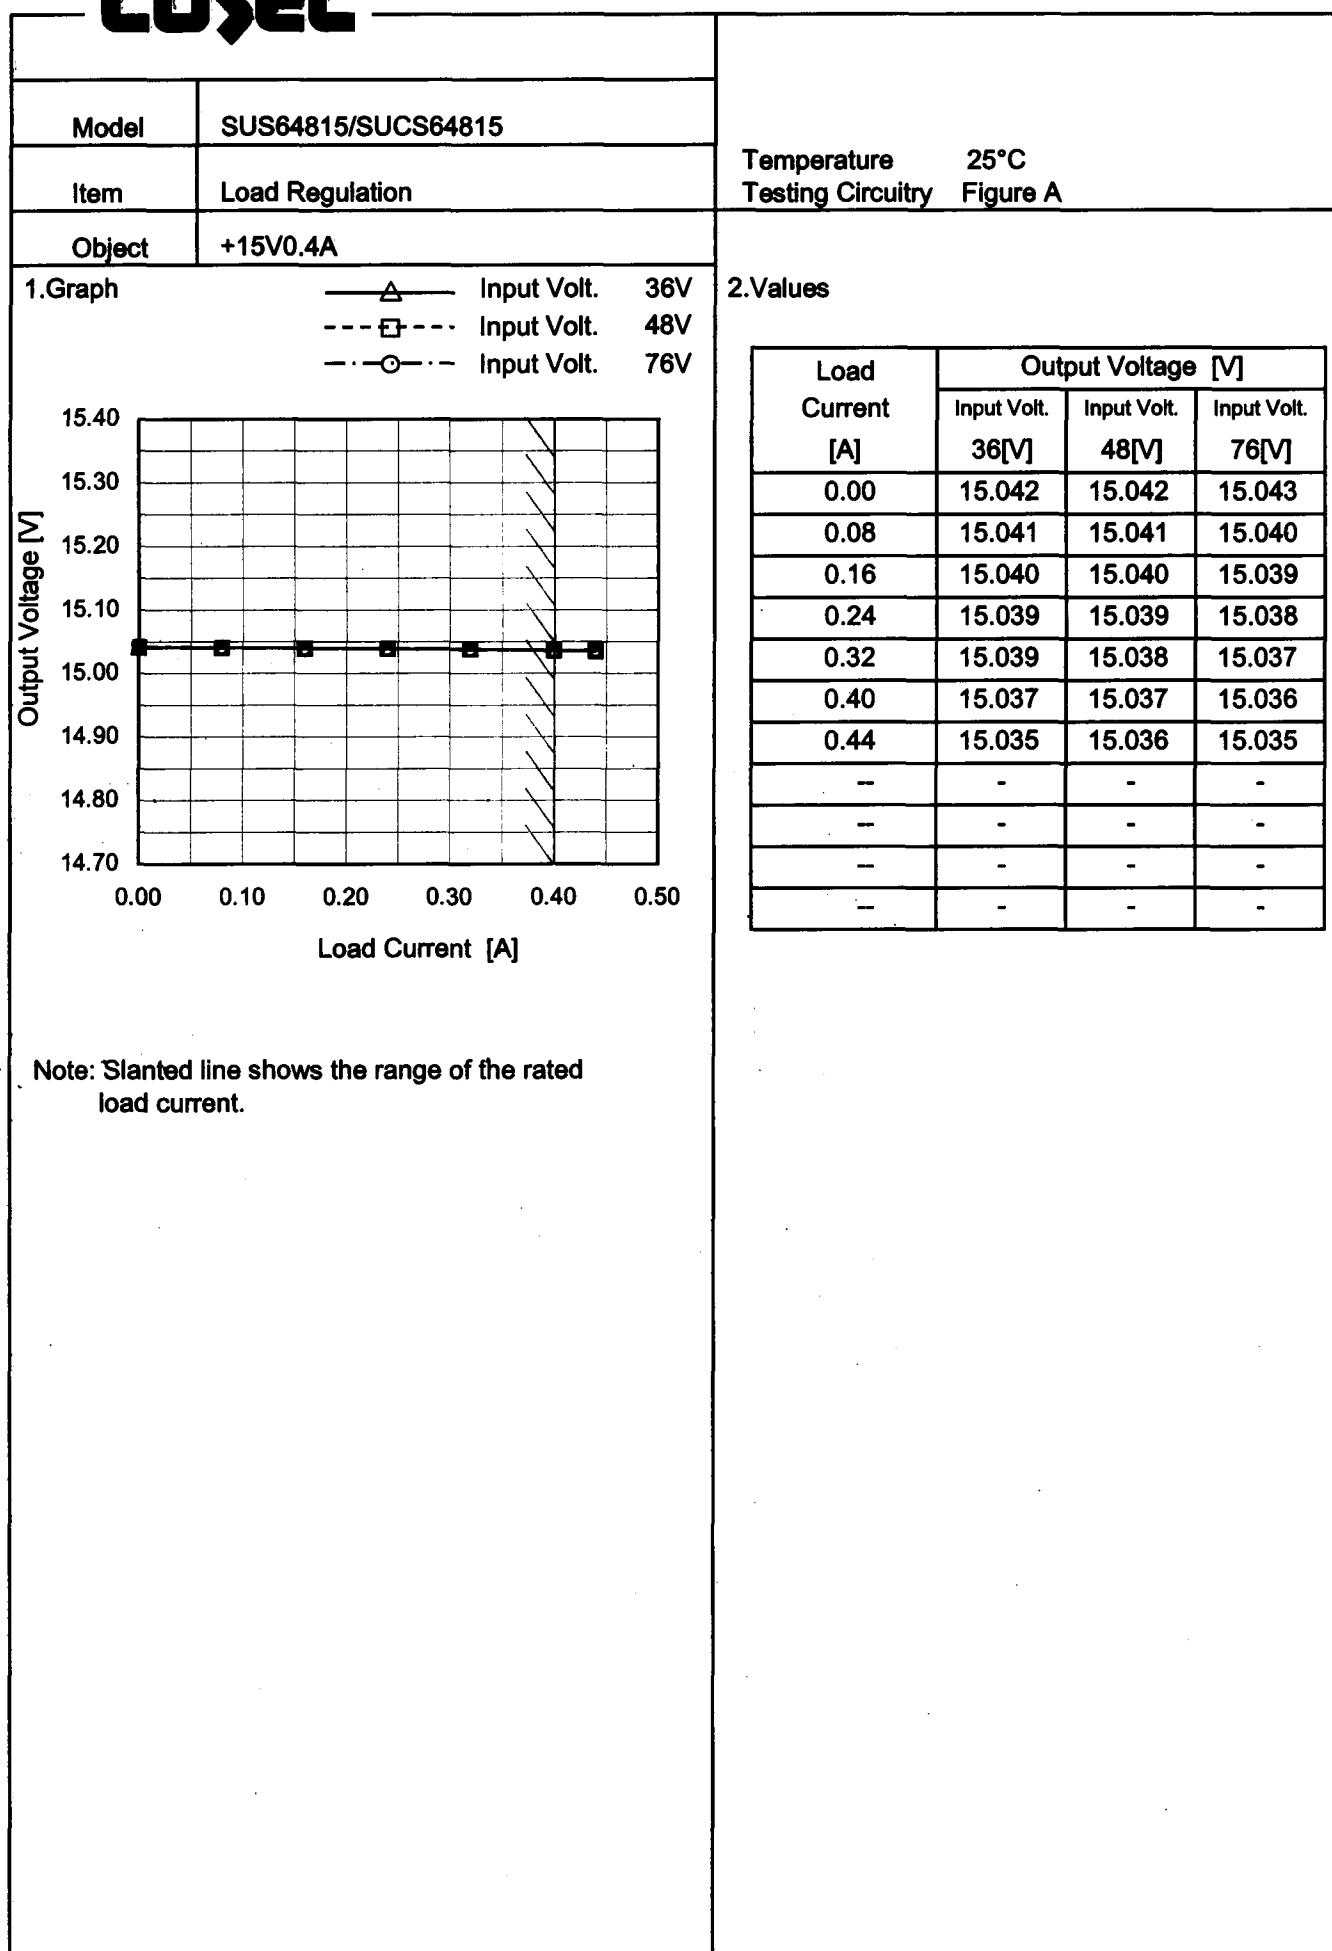 COSEL
Model SUS64815/SUCS64815
Item Load Regulation
Object +15V0.4A
Temperature 25°C
Testing Circuitry Figure A
1.Graph
Input Volt. 36V
Input Volt. 48V
Input Volt. 76V
Output Voltage [V]
15.40
15.30
15.20
15.10
15.00
14.90
14.80
14.70
0.00 0.10 0.20 0.30 0.40 0.50
Load Current [A]
Note: Slanted line shows the range of the rated
load current.
2.Values
Load Output Voltage [V]
Current Input Volt. Input Volt. Input Volt.
[A] 36[V] 48[V] 76[V]
0.00 15.042 15.042 15.043
0.08 15.041 15.041 15.040
0.16 15.040 15.040 15.039
0.24 15.039 15.039 15.038
0.32 15.039 15.038 15.037
0.40 15.037 15.037 15.036
0.44 15.035 15.036 15.035
-- - - -
-- - - -
-- - - -
-- - - -